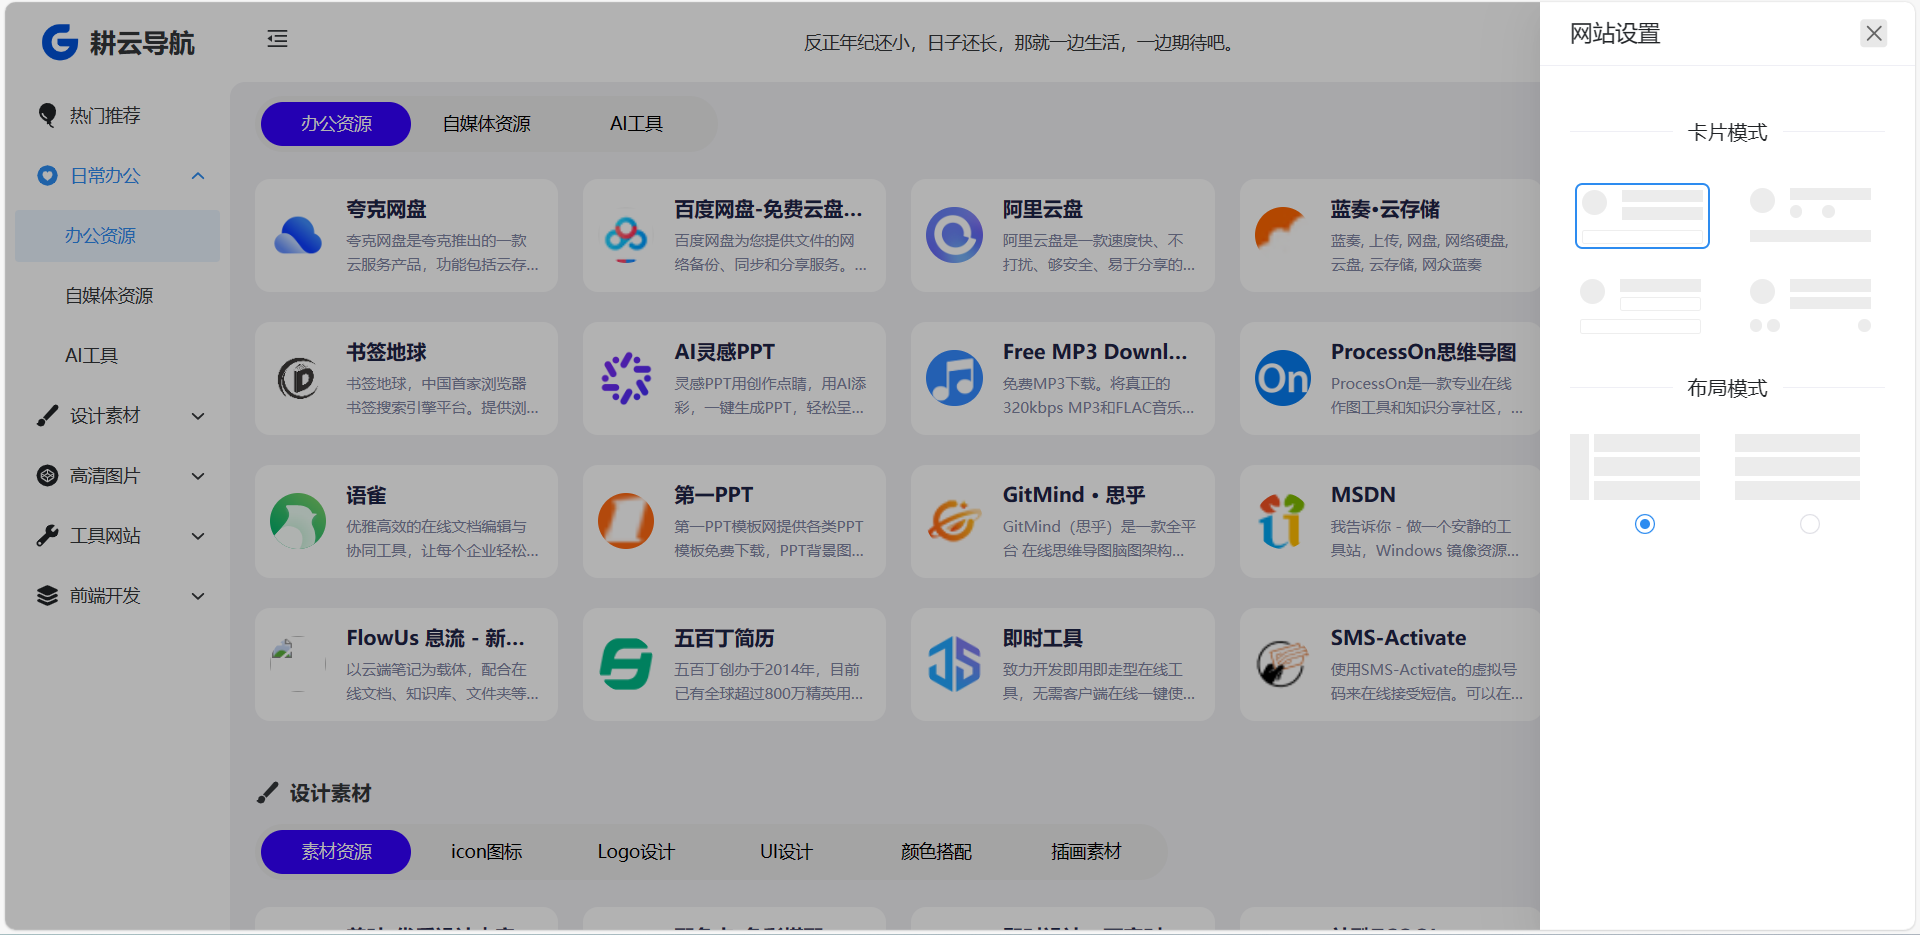 耕云导航
反正年纪还小，日子还长，那就一边生活，一边期待吧。
热门推荐
日常办公
办公资源
自媒体资源
AI工具
设计素材
高清图片
工具网站
前端开发
办公资源 自媒体资源 AI工具
夸克网盘
夸克网盘是夸克推出的一款
云服务产品，功能包括云存...
百度网盘-免费云盘...
百度网盘为您提供文件的网
络备份、同步和分享服务。...
阿里云盘
阿里云盘是一款速度快、不
打扰、够安全、易于分享的...
蓝奏·云存储
蓝奏, 上传, 网盘, 网络硬盘,
云盘, 云存储, 网众蓝奏
书签地球
书签地球，中国首家浏览器
书签搜索引擎平台。提供浏...
AI灵感PPT
灵感PPT用创作点睛，用AI添
彩，一键生成PPT，轻松呈...
Free MP3 Downl...
免费MP3下载。将真正的
320kbps MP3和FLAC音乐...
On
ProcessOn思维导图
ProcessOn是一款专业在线
作图工具和知识分享社区，...
语雀
优雅高效的在线文档编辑与
协同工具，让每个企业轻松...
第一PPT
第一PPT模板网提供各类PPT
模板免费下载，PPT背景图...
GitMind · 思乎
GitMind（思乎）是一款全平
台 在线思维导图脑图架构...
MSDN
我告诉你 - 做一个安静的工
具站，Windows 镜像资源...
FlowUs 息流 - 新...
以云端笔记为载体，配合在
线文档、知识库、文件夹等...
五百丁简历
五百丁创办于2014年，目前
已有全球超过800万精英用...
即时工具
致力开发即用即走型在线工
具，无需客户端在线一键使...
SMS-Activate
使用SMS-Activate的虚拟号
码来在线接受短信。可以在...
设计素材
素材资源 icon图标 Logo设计 UI设计 颜色搭配 插画素材
网站设置
卡片模式
布局模式